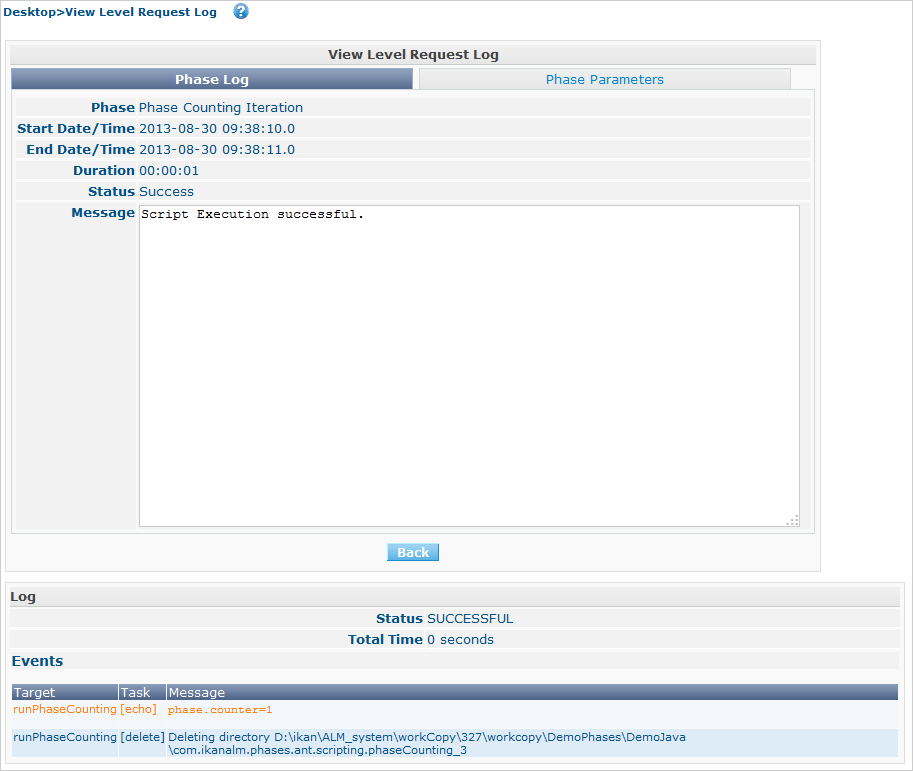 Desktop>View Level Request Log ?
View Level Request Log
Phase Log Phase Parameters
Phase Phase Counting Iteration
Start Date/Time 2013-08-30 09:38:10.0
End Date/Time 2013-08-30 09:38:11.0
Duration 00:00:01
Status Success
Message Script Execution successful.
Back
Log
Status SUCCESSFUL
Total Time 0 seconds
Events
Target Task Message
runPhaseCounting [echo] phase.counter=1
runPhaseCounting [delete] Deleting directory D:\ikan\ALM_system\workCopy\327\workcopy\DemoPhases\DemoJava
\com.ikanalm.phases.ant.scripting.phaseCounting_3